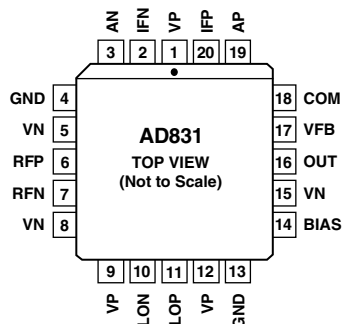 AN IFN VP IFP AP
3 2 1 20 19
GND 4
VN 5
RFP 6
RFN 7
VN 8
AD831
TOP VIEW
(Not to Scale)
18 COM
17 VFB
16 OUT
15 VN
14 BIAS
9 10 11 12 13
VP LON LOP VP GND